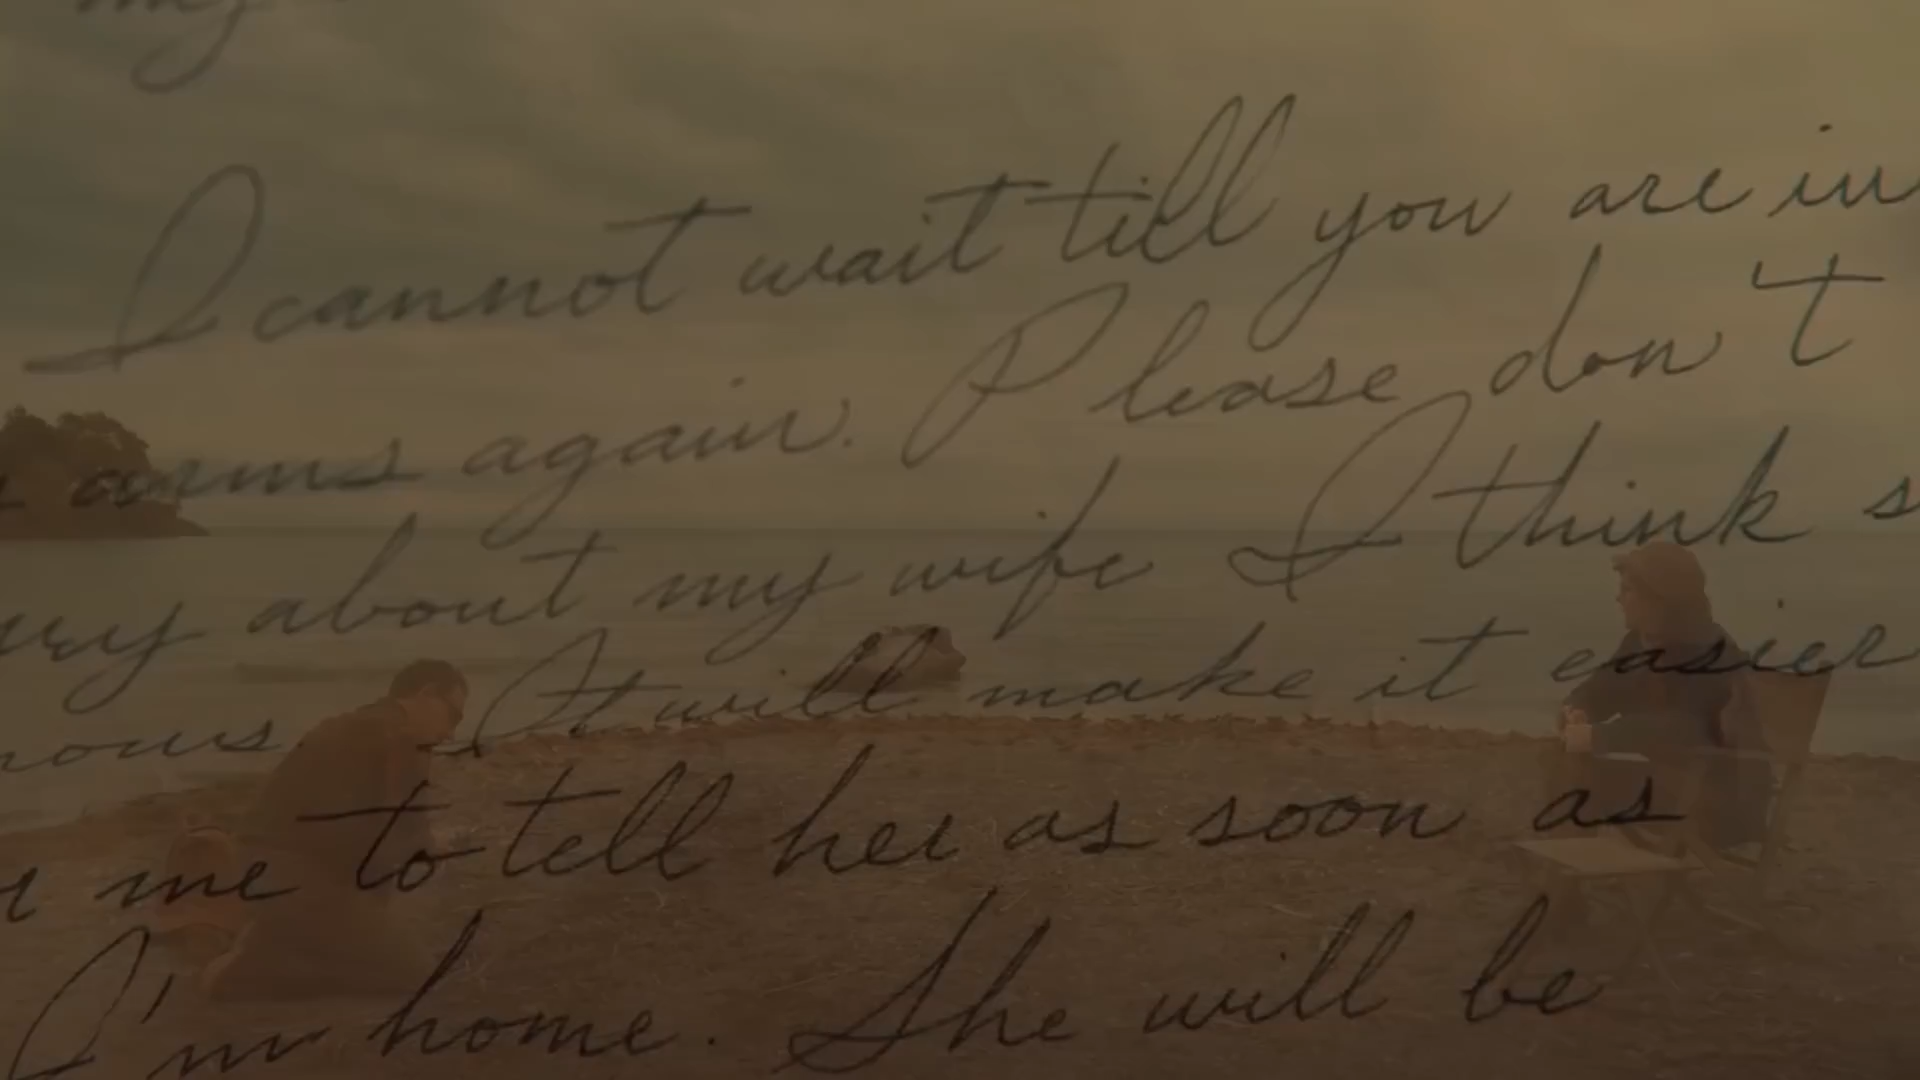 my
I cannot wait till you are in
arms again. Please don't
about my wife I think s
It will make it easier
me to tell her as soon as
I'm home. She will be